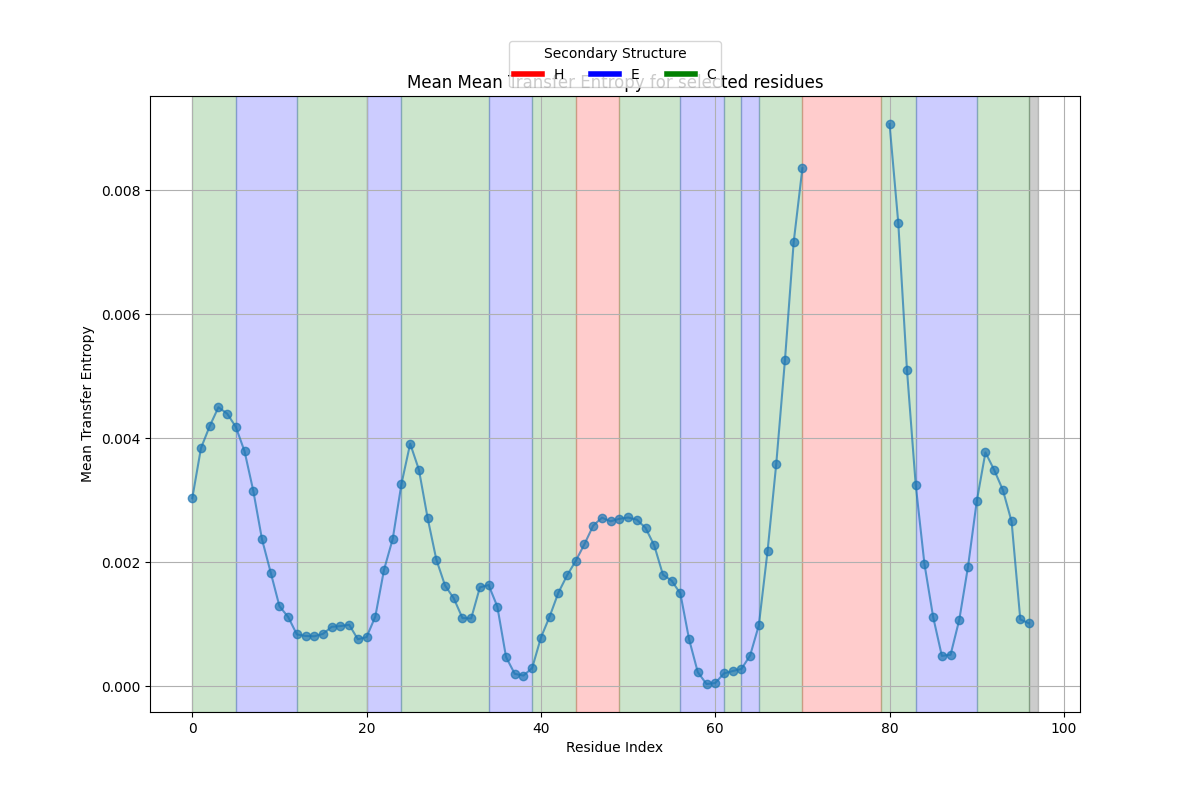 Secondary Structure
H E C
Mean Mean Transfer Entropy for selected residues
Mean Transfer Entropy
0.008
0.006
0.004
0.002
0.000
0 20 40 60 80 100
Residue Index